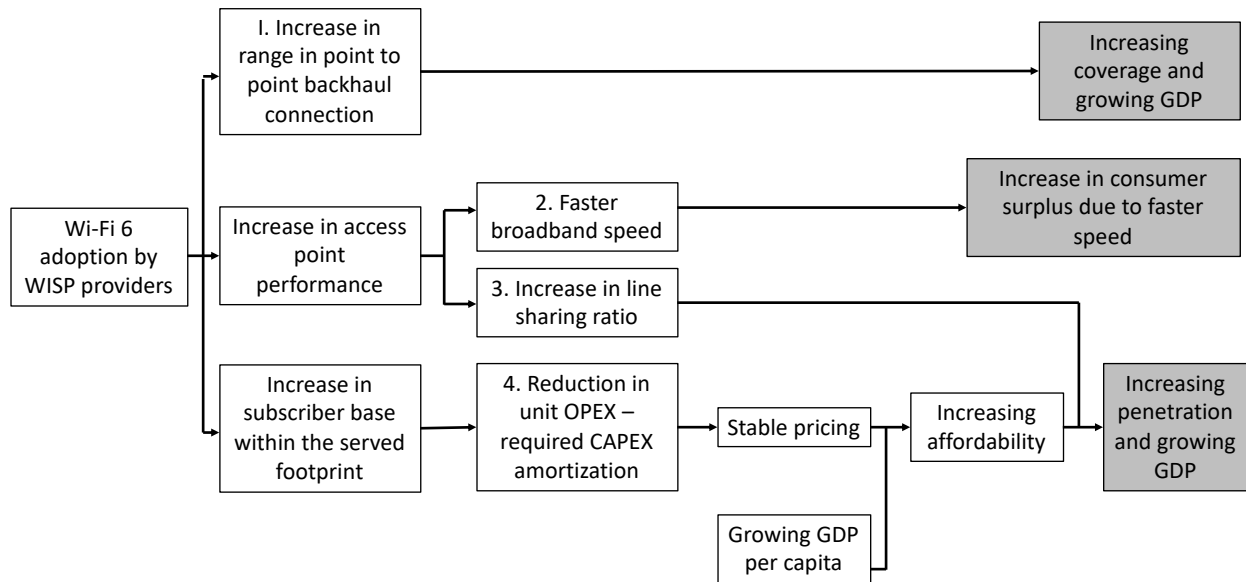 I. Increase in
range in point to
point backhaul
connection
Increasing
coverage and
growing GDP
Wi-Fi 6
adoption by
WISP providers
Increase in access
point
performance
2. Faster
broadband speed
Increase in consumer
surplus due to faster
speed
3. Increase in line
sharing ratio
Increase in
subscriber base
within the served
footprint
4. Reduction in
unit OPEX –
required CAPEX
amortization
Stable pricing
Increasing
affordability
Increasing
penetration
and growing
GDP
Growing GDP
per capita